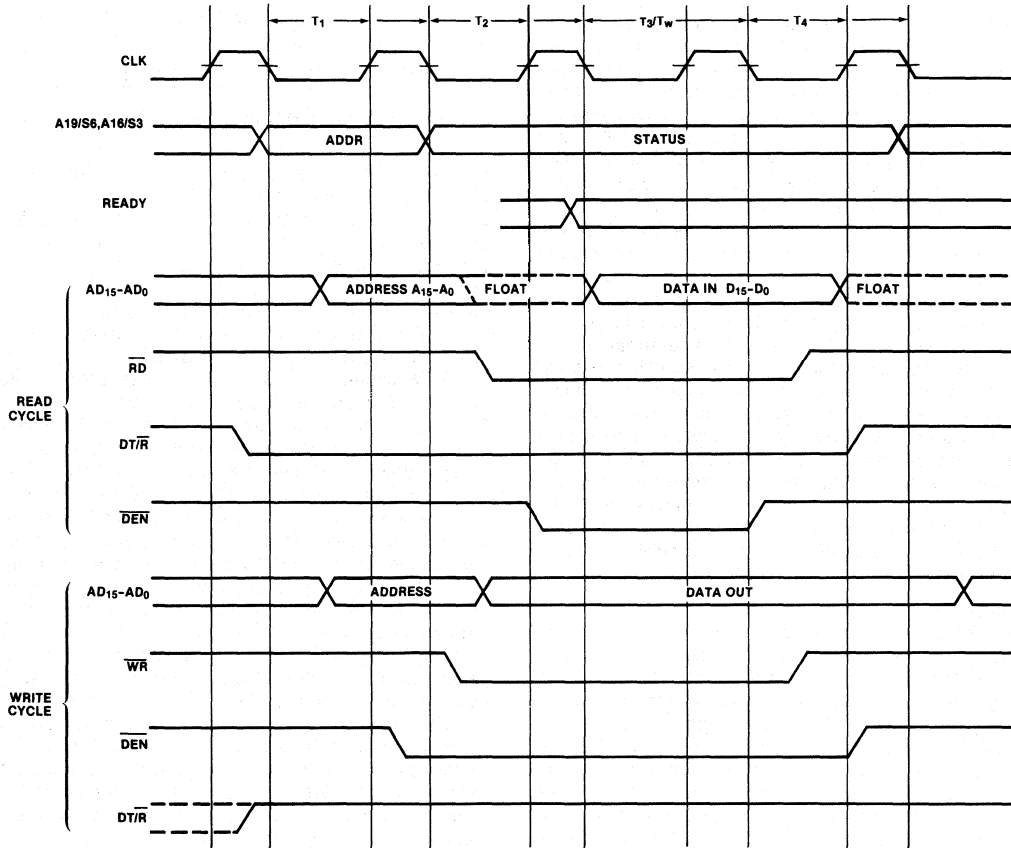 T1 T2 T3/TW T4
CLK
A19/S6,A16/S3
ADDR STATUS
READY
AD15-AD0 ADDRESS A15-A0 FLOAT DATA IN D15-D0 FLOAT
RD
READ
CYCLE
DT/R
DEN
AD15-AD0 ADDRESS DATA OUT
WR
WRITE
CYCLE
DEN
DT/R